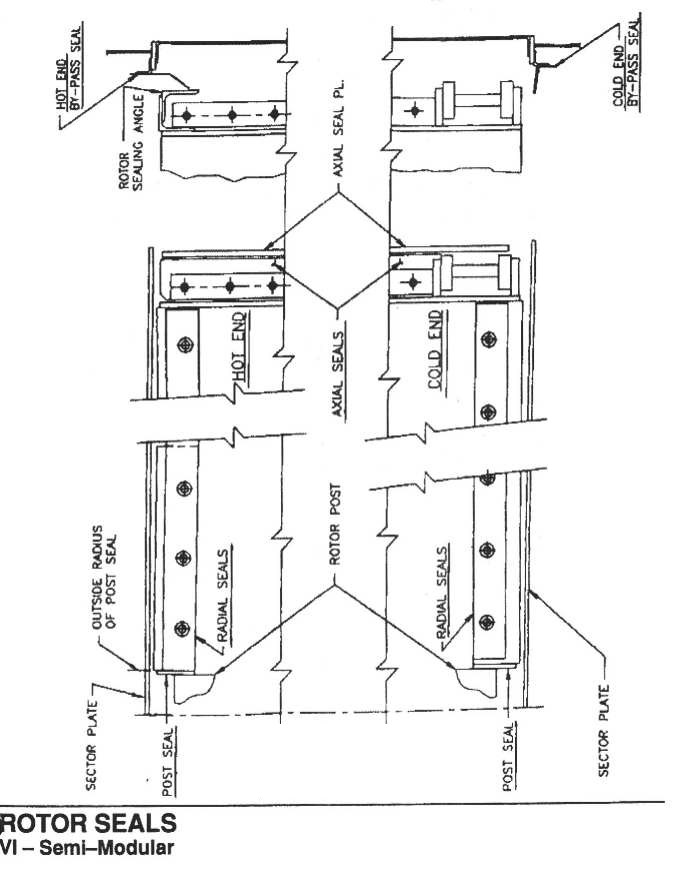 HOT END
BY-PASS SEAL
ROTOR
SEALING ANGLE
AXIAL SEAL PL.
COLD END
BY-PASS SEAL
HOT END
AXIAL SEALS
COLD END
OUTSIDE RADIUS
OF POST SEAL
RADIAL SEALS
ROTOR POST
RADIAL SEALS
SECTOR PLATE
POST SEAL
POST SEAL
SECTOR PLATE
ROTOR SEALS
VI – Semi–Modular